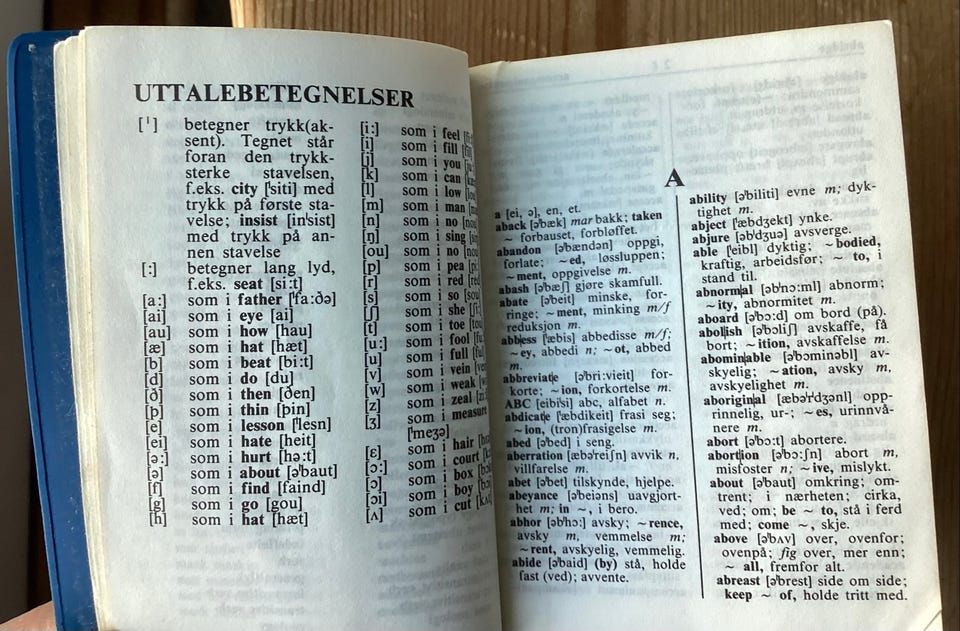 UTTALEBETEGNELSER
[ˈ] betegner trykk(ak-
sent). Tegnet står
foran den trykk-
sterke stavelsen,
f.eks. city [ˈsiti] med
trykk på første sta-
velse; insist [inˈsist]
med trykk på an-
nen stavelse
[:] betegner lang lyd,
f.eks. seat [si:t]
[a:] som i father [ˈfa:ðə]
[ai] som i eye [ai]
[au] som i how [hau]
[æ] som i hat [hæt]
[b] som i beat [bi:t]
[d] som i do [du]
[ð] som i then [ðen]
[þ] som i thin [þin]
[e] som i lesson [ˈlesn]
[ei] som i hate [heit]
[ə:] som i hurt [hə:t]
[ə] som i about [əˈbaut]
[f] som i find [faind]
[g] som i go [gou]
[h] som i hat [hæt]
[i:] som i feel
[i] som i fill
[j] som i you
[k] som i can
[l] som i low
[m] som i man
[n] som i no
[ŋ] som i sing
[ou] som i no
[p] som i pea
[r] som i red
[s] som i so
[ʃ] som i she
[t] som i toe
[u:] som i fool
[u] som i full
[v] som i vein
[w] som i weak
[z] som i zeal
[ʒ] som i measure
[ˈmeʒə]
[ɛ] som i hair
[ɔ:] som i court
[ɔ] som i box
[ɔi] som i boy
[ʌ] som i cut
A
a [ei, ə], en, et.
aback [əˈbæk] mar bakk; taken
~ forbauset, forbløffet.
abandon [əˈbændən] oppgi,
forlate; ~ed, løssluppen;
~ment, oppgivelse m.
abash [əˈbæʃ] gjøre skamfull.
abate [əˈbeit] minske, for-
ringe; ~ment, minking m/f
reduksjon m.
abb|ess [ˈæbis] abbedisse m/f;
~ey, abbedi n; ~ot, abbed
m.
abbreviat|e [əˈbri:vieit] for-
korte; ~ion, forkortelse m.
ABC [eibiˈsi] abc, alfabet n.
abdicat|e [ˈæbdikeit] frasi seg;
~ion, (tron)frasigelse m.
abed [əˈbed] i seng.
aberration [æbəˈreiʃn] avvik n,
villfarelse m.
abet [əˈbet] tilskynde, hjelpe.
abeyance [əˈbeiəns] uavgjort-
het m; in ~, i bero.
abhor [əbˈhɔ:] avsky; ~rence,
avsky m, vemmelse m;
~rent, avskyelig, vemmelig.
abide [əˈbaid] (by) stå, holde
fast (ved); avvente.
ability [əˈbiliti] evne m; dyk-
tighet m.
abject [ˈæbdʒekt] ynke.
abjure [əbˈdʒuə] avsverge.
able [ˈeibl] dyktig; ~bodied,
kraftig, arbeidsfør; ~ to, i
stand til.
abnorm|al [əbˈnɔ:ml] abnorm;
~ity, abnormitet m.
aboard [əˈbɔ:d] om bord (på).
abol|ish [əˈbɔliʃ] avskaffe, få
bort; ~ition, avskaffelse m.
abomin|able [əˈbɔminəbl] av-
skyelig; ~ation, avsky m,
avskyelighet m.
aboriginal [æbəˈridʒənl] opp-
rinnelig, ur-; ~es, urinnvå-
nere m.
abort [əˈbɔ:t] abortere.
abort|ion [əˈbɔ:ʃn] abort m,
misfoster n; ~ive, mislykt.
about [əˈbaut] omkring; om-
trent; i nærheten; cirka,
ved; om; be ~ to, stå i ferd
med; come ~, skje.
above [əˈbʌv] over, ovenfor;
ovenpå; fig over, mer enn;
~ all, fremfor alt.
abreast [əˈbrest] side om side;
keep ~ of, holde tritt med.